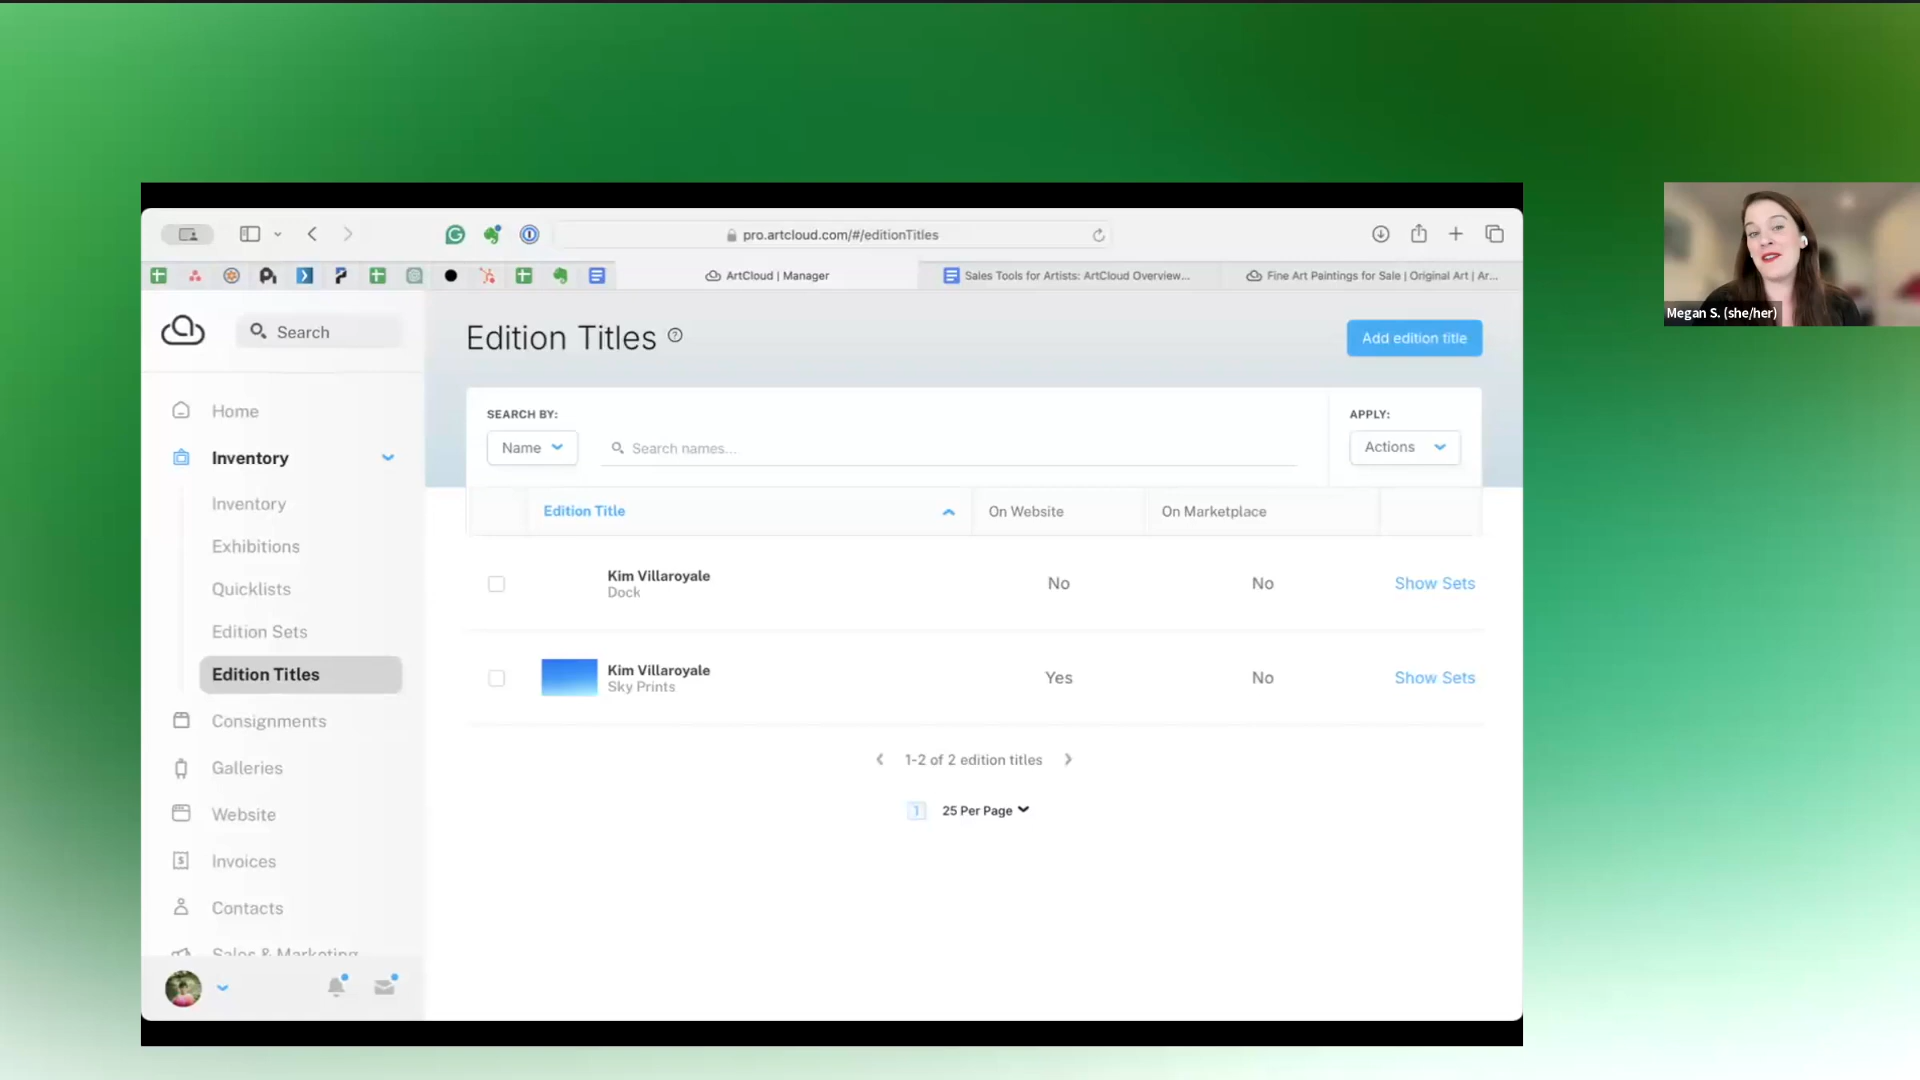 pro.artcloud.com/#/editionTitles
ArtCloud | Manager
Sales Tools for Artists: ArtCloud Overview...
Fine Art Paintings for Sale | Original Art | Ar...
Megan S. (she/her)
Search
Edition Titles
Add edition title
Home
Inventory
Inventory
Exhibitions
Quicklists
Edition Sets
Edition Titles
Consignments
Galleries
Website
Invoices
Contacts
Sales & Marketing
SEARCH BY:
Name
Search names...
APPLY:
Actions
Edition Title
On Website
On Marketplace
Kim Villaroyale
Dock
No
No
Show Sets
Kim Villaroyale
Sky Prints
Yes
No
Show Sets
1-2 of 2 edition titles
1
25 Per Page